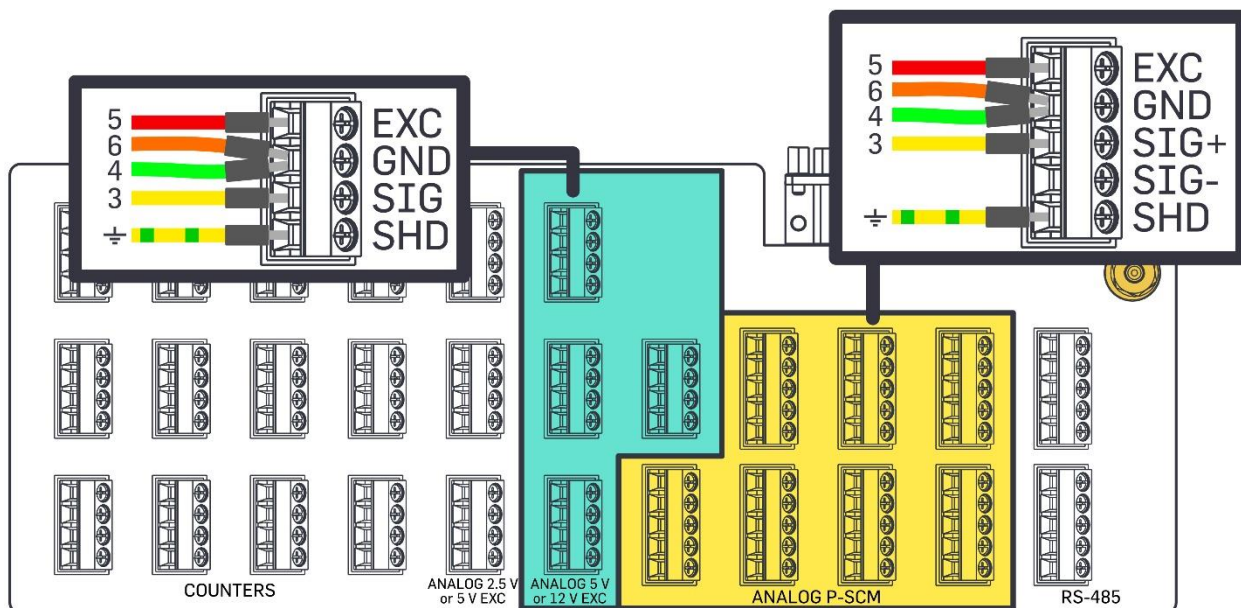 5 EXC
6 GND
4
3 SIG
SHD
5 EXC
6 GND
4
3 SIG+
SIG-
SHD
COUNTERS
ANALOG 2.5 V
or 5 V EXC
ANALOG 5 V
or 12 V EXC
ANALOG P-SCM
RS-485